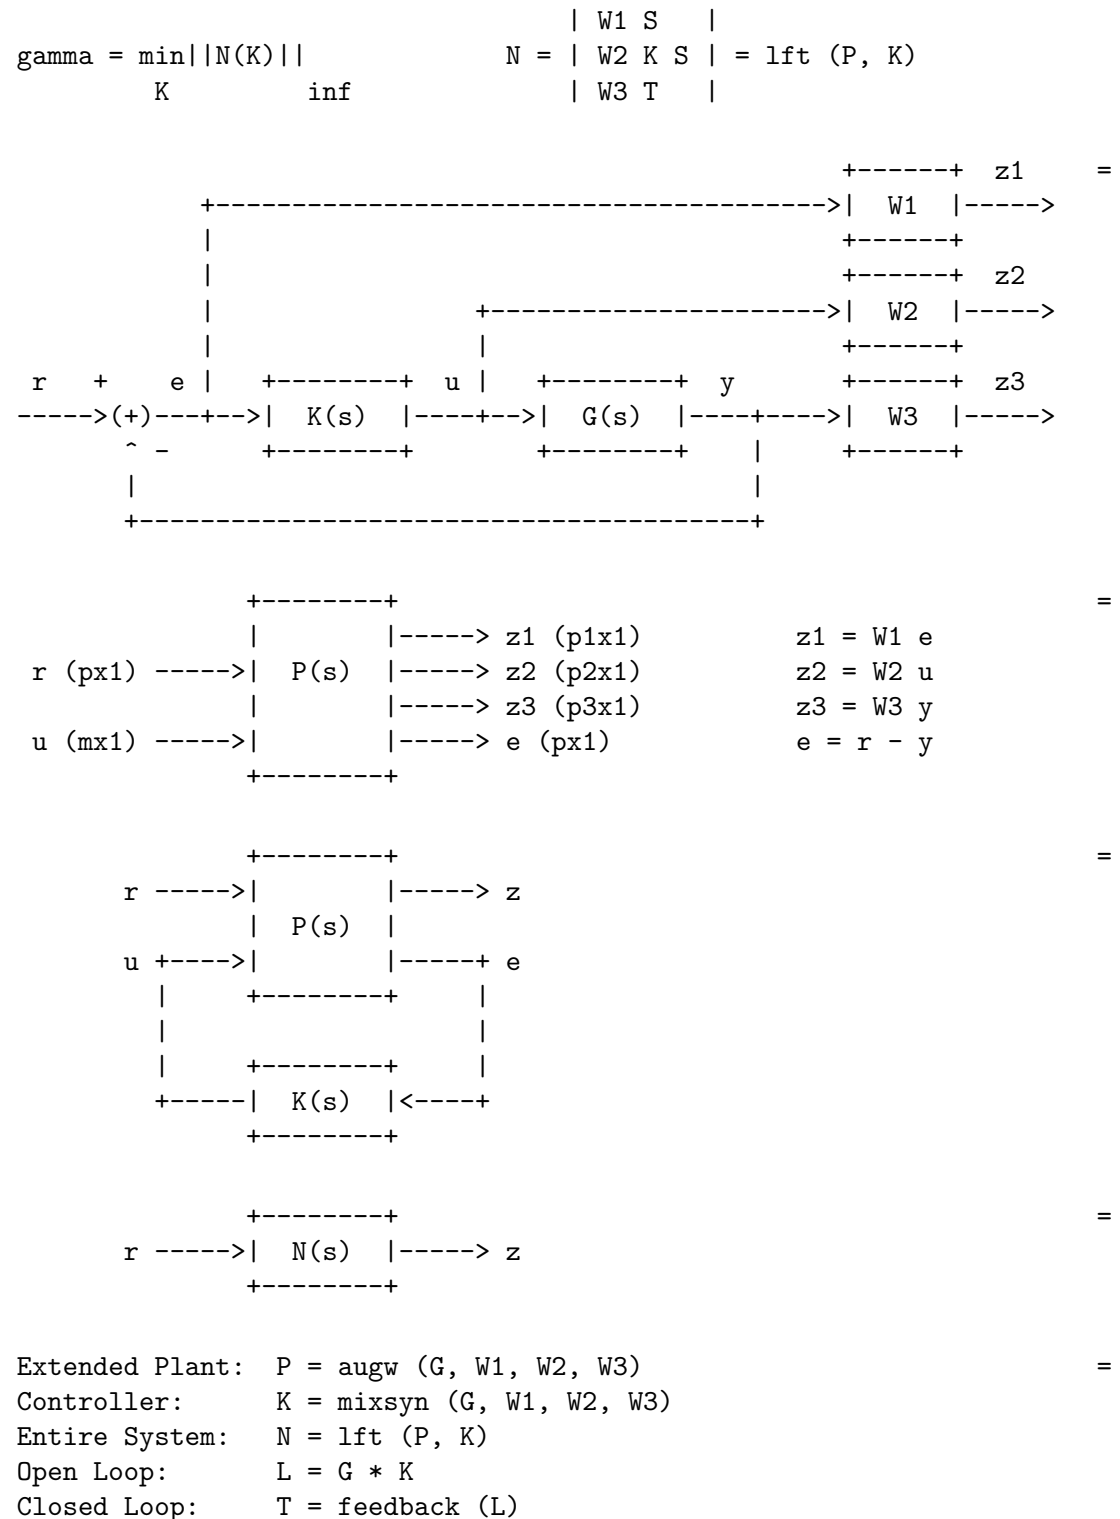 | W1 S   |
gamma = min||N(K)||             N = | W2 K S | = lft (P, K)
         K         inf              | W3 T   |
                                                      +------+  z1     =
            +---------------------------------------->|  W1  |----->
            |                                         +------+
            |                                         +------+  z2
            |                 +---------------------->|  W2  |----->
            |                 |                       +------+
 r   +    e |   +--------+  u |   +--------+  y       +------+  z3
----->(+)---+-->|  K(s)  |----+-->|  G(s)  |----+---->|  W3  |----->
       ^ -      +--------+        +--------+    |     +------+
       |                                        |
       +----------------------------------------+
               +--------+                                              =
               |        |-----> z1 (p1x1)          z1 = W1 e
 r (px1) ----->|  P(s)  |-----> z2 (p2x1)          z2 = W2 u
               |        |-----> z3 (p3x1)          z3 = W3 y
 u (mx1) ----->|        |-----> e (px1)            e = r - y
               +--------+
               +--------+                                              =
       r ----->|        |-----> z
               |  P(s)  |
       u +---->|        |-----+ e
         |     +--------+     |
         |                    |
         |     +--------+     |
         +-----|  K(s)  |<----+
               +--------+
               +--------+                                              =
       r ----->|  N(s)  |-----> z
               +--------+
Extended Plant:  P = augw (G, W1, W2, W3)                              =
Controller:      K = mixsyn (G, W1, W2, W3)
Entire System:   N = lft (P, K)
Open Loop:       L = G * K
Closed Loop:     T = feedback (L)